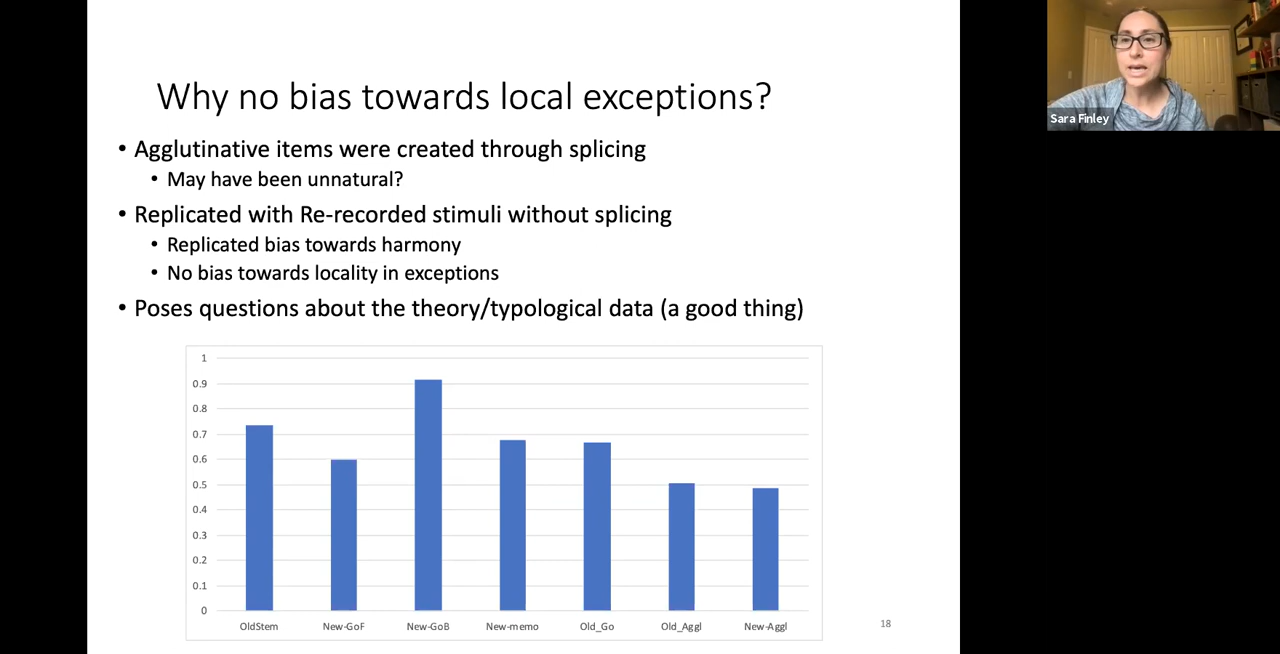 Why no bias towards local exceptions?
• Agglutinative items were created through splicing
• May have been unnatural?
• Replicated with Re-recorded stimuli without splicing
• Replicated bias towards harmony
• No bias towards locality in exceptions
• Poses questions about the theory/typological data (a good thing)
1
0.9
0.8
0.7
0.6
0.5
0.4
0.3
0.2
0.1
0
OldStem New-GoF New-GoB New-memo Old_Go Old_Aggl New-Aggl
18
Sara Finley